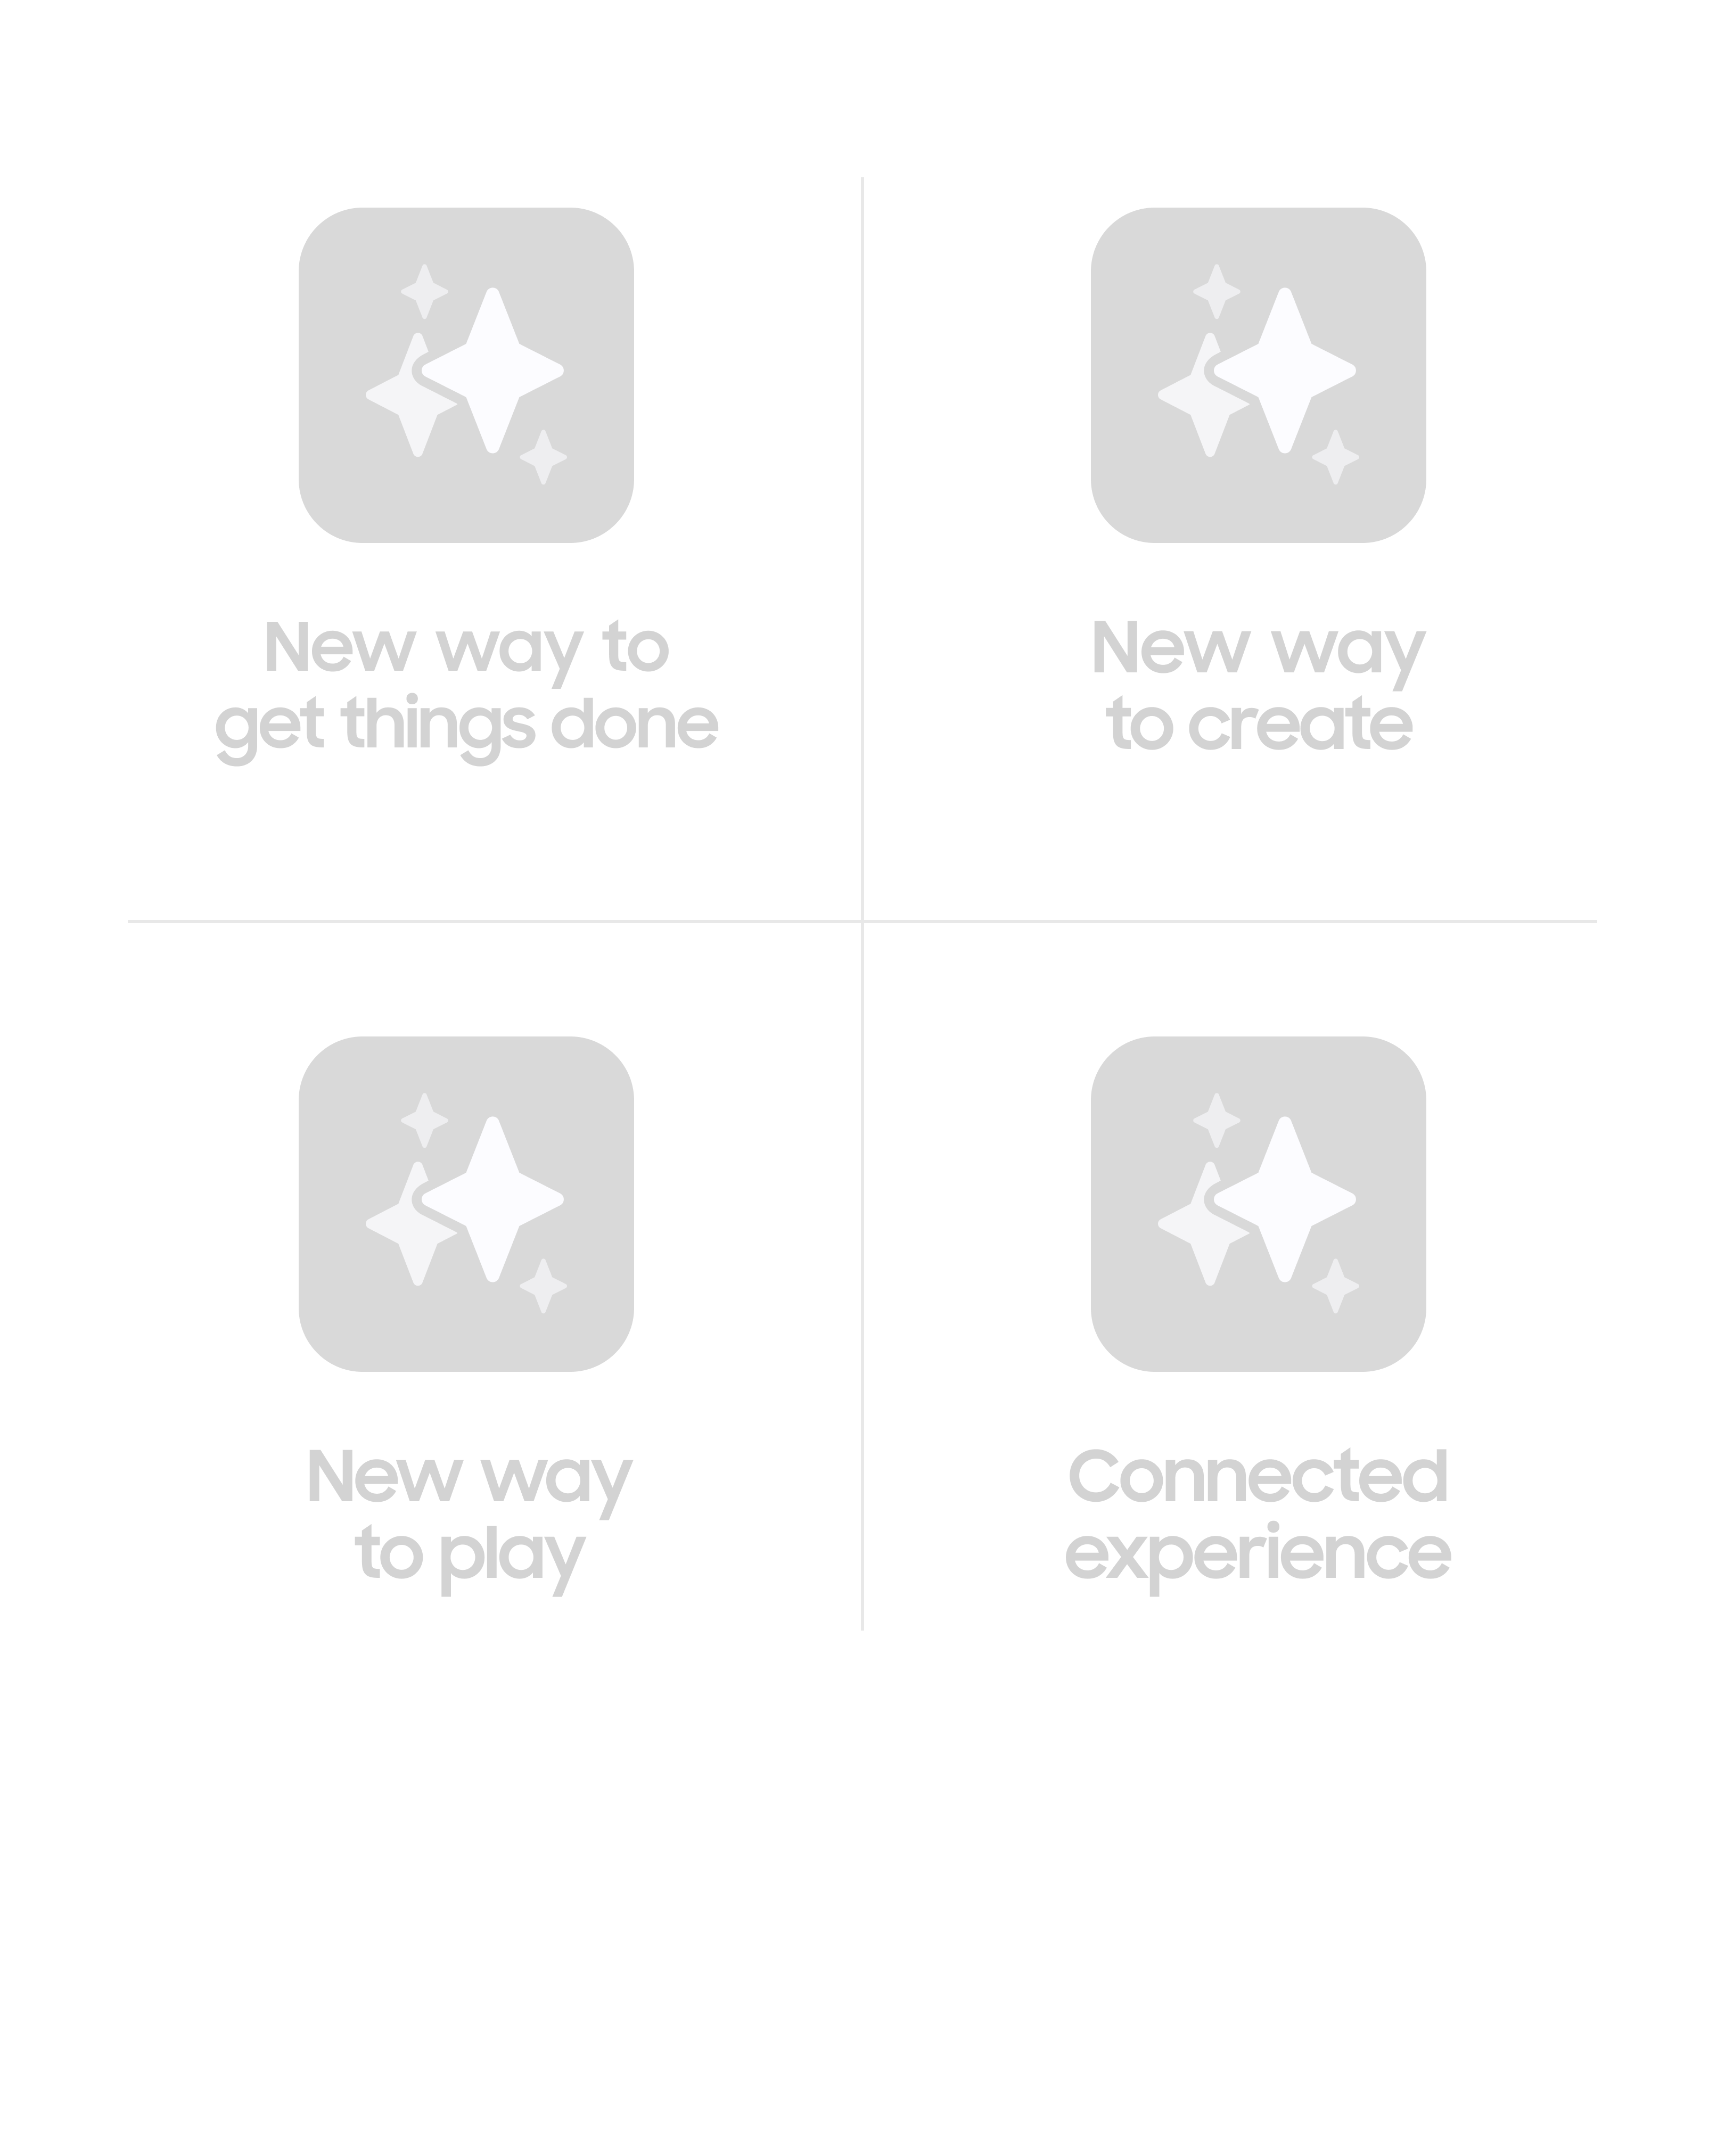 New way to
get things done
New way
to create
New way
to play
Connected
experience